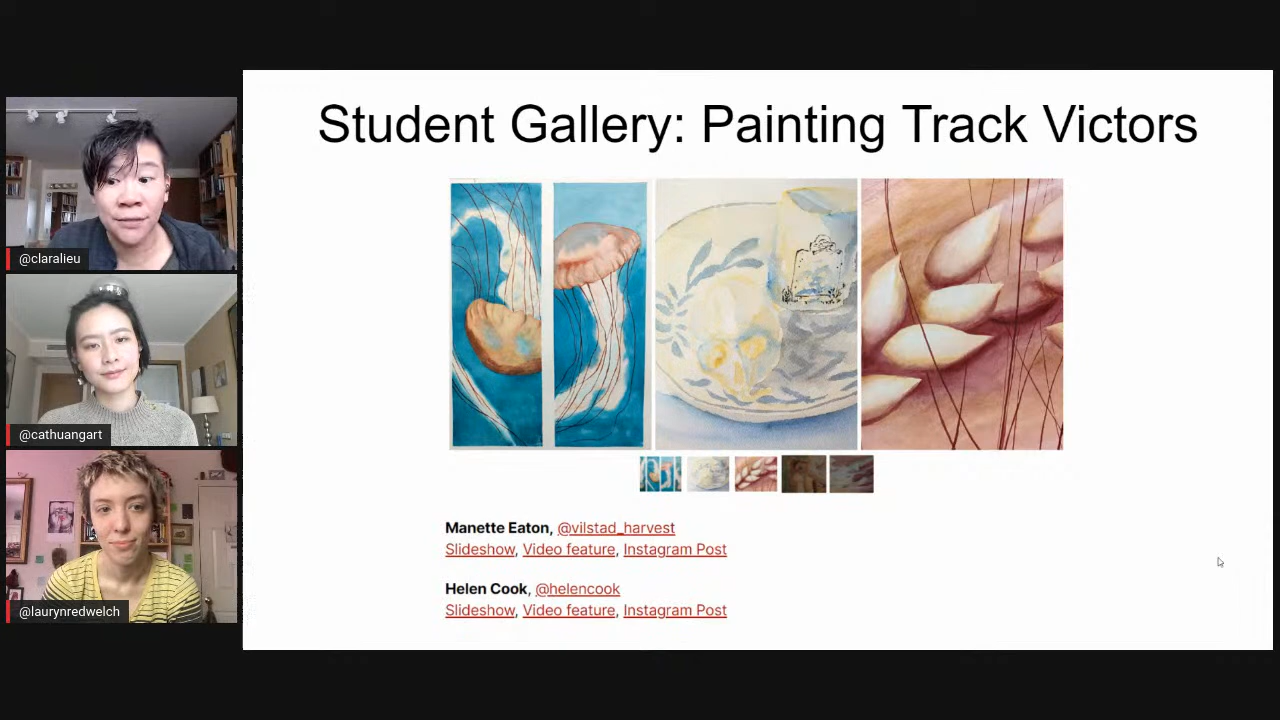 Student Gallery: Painting Track Victors
@claralieu
@cathuangart
@laurynredwelch
Manette Eaton, @vilstad_harvest
Slideshow, Video feature, Instagram Post
Helen Cook, @helencook
Slideshow, Video feature, Instagram Post